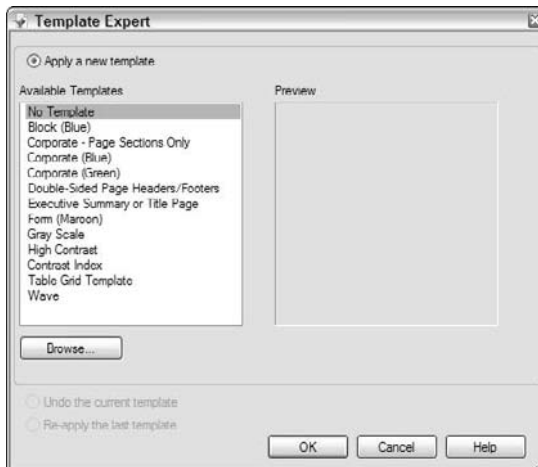 Template Expert
Apply a new template
Available Templates
Preview
No Template
Block (Blue)
Corporate - Page Sections Only
Corporate (Blue)
Corporate (Green)
Double-Sided Page Headers/Footers
Executive Summary or Title Page
Form (Maroon)
Gray Scale
High Contrast
Contrast Index
Table Grid Template
Wave
Browse...
Undo the current template
Re-apply the last template
OK
Cancel
Help